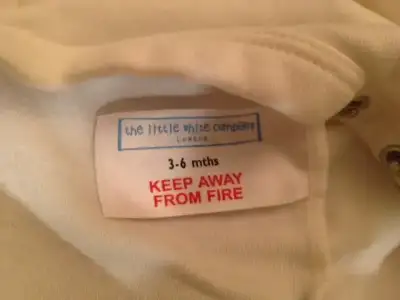 the little white company
LONDON
3-6 mths
KEEP AWAY
FROM FIRE